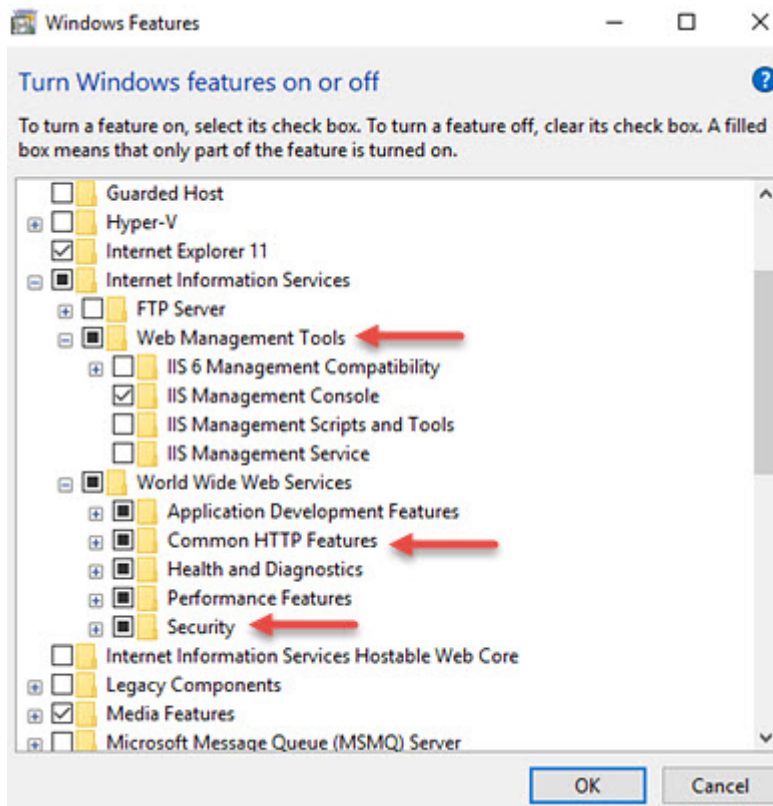 Windows Features
Turn Windows features on or off
?
To turn a feature on, select its check box. To turn a feature off, clear its check box. A filled
box means that only part of the feature is turned on.
Guarded Host
Hyper-V
Internet Explorer 11
Internet Information Services
FTP Server
Web Management Tools
IIS 6 Management Compatibility
IIS Management Console
IIS Management Scripts and Tools
IIS Management Service
World Wide Web Services
Application Development Features
Common HTTP Features
Health and Diagnostics
Performance Features
Security
Internet Information Services Hostable Web Core
Legacy Components
Media Features
Microsoft Message Queue (MSMQ) Server
OK Cancel